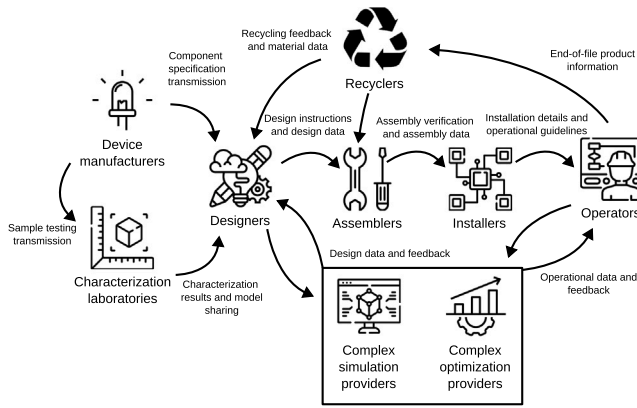 Recycling feedback
and material data
Component
specification
transmission
End-of-file product
information
Recyclers
Design instructions
and design data
Assembly verification
and assembly data
Installation details and
operational guidelines
Device
manufacturers
Designers
Assemblers
Installers
Operators
Sample testing
transmission
Characterization
laboratories
Characterization
results and model
sharing
Design data and feedback
Operational data and
feedback
Complex
simulation
providers
Complex
optimization
providers